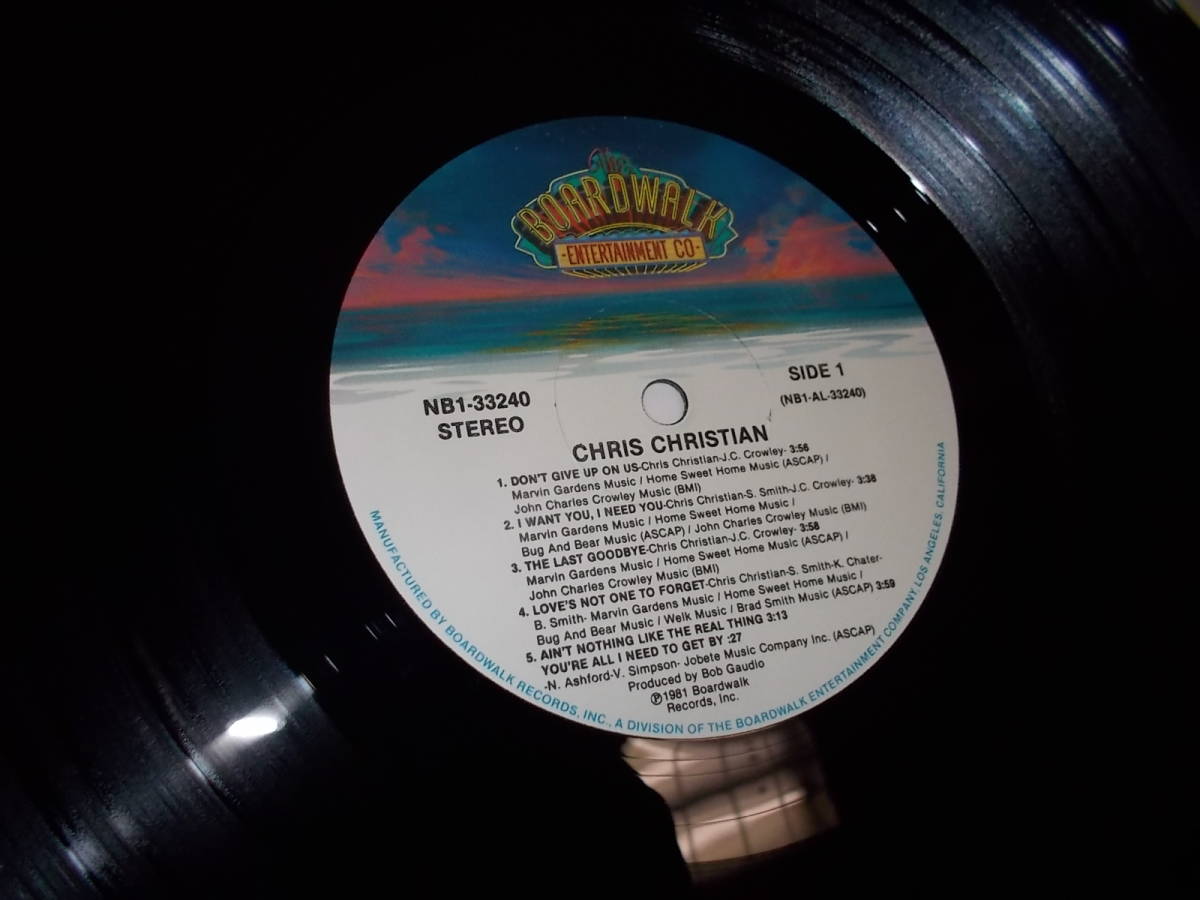 The
BOARDWALK
-ENTERTAINMENT CO-
NB1-33240
STEREO
SIDE 1
(NB1-AL-33240)
CHRIS CHRISTIAN
1. DON'T GIVE UP ON US-Chris Christian-J.C. Crowley- 3:56
Marvin Gardens Music / Home Sweet Home Music (ASCAP) /
John Charles Crowley Music (BMI)
2. I WANT YOU, I NEED YOU-Chris Christian-S. Smith-J.C. Crowley- 3:38
Marvin Gardens Music / Home Sweet Home Music /
Bug And Bear Music (ASCAP) / John Charles Crowley Music (BMI)
3. THE LAST GOODBYE-Chris Christian-J.C. Crowley- 3:58
Marvin Gardens Music / Home Sweet Home Music (ASCAP) /
John Charles Crowley Music (BMI)
4. LOVE'S NOT ONE TO FORGET-Chris Christian-S. Smith-K. Chater-
B. Smith- Marvin Gardens Music / Home Sweet Home Music /
Bug And Bear Music / Welk Music / Brad Smith Music (ASCAP) 3:59
5. AIN'T NOTHING LIKE THE REAL THING 3:13
YOU'RE ALL I NEED TO GET BY :27
-N. Ashford-V. Simpson- Jobete Music Company Inc. (ASCAP)
Produced by Bob Gaudio
℗1981 Boardwalk
Records, Inc.
MANUFACTURED BY BOARDWALK RECORDS, INC., A DIVISION OF THE BOARDWALK ENTERTAINMENT COMPANY LOS ANGELES, CALIFORNIA